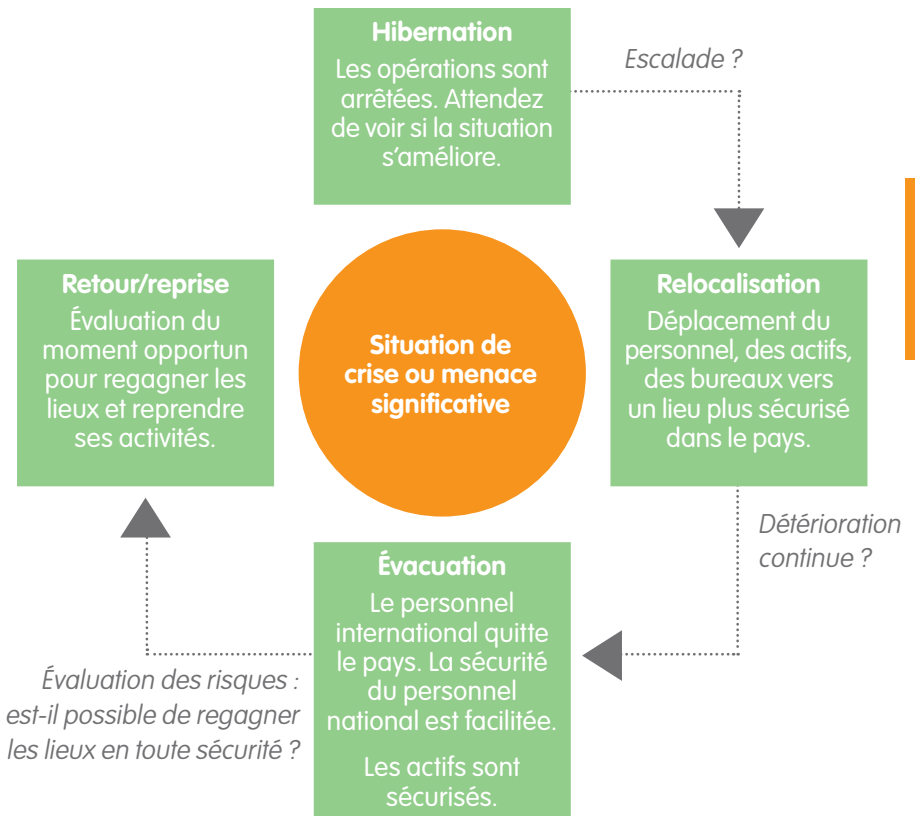 Hibernation
Les opérations sont
arrêtées. Attendez
de voir si la situation
s’améliore.
Escalade ?
Relocalisation
Déplacement du
personnel, des actifs,
des bureaux vers
un lieu plus sécurisé
dans le pays.
Détérioration
continue ?
Évacuation
Le personnel
international quitte
le pays. La sécurité
du personnel
national est facilitée.
Les actifs sont
sécurisés.
Évaluation des risques :
est-il possible de regagner
les lieux en toute sécurité ?
Retour/reprise
Évaluation du
moment opportun
pour regagner les
lieux et reprendre
ses activités.
Situation de
crise ou menace
significative